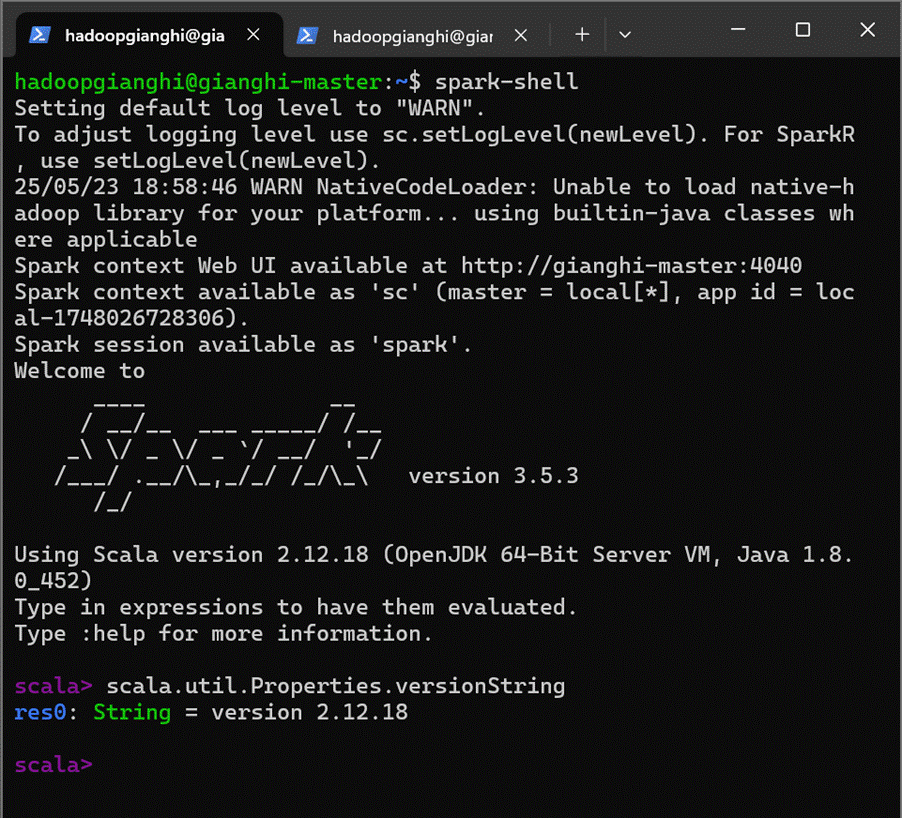 hadoopgianghi@gia
hadoopgianghi@giar
hadoopgianghi@gianghi-master:~$ spark-shell
Setting default log level to "WARN".
To adjust logging level use sc.setLogLevel(newLevel). For SparkR
, use setLogLevel(newLevel).
25/05/23 18:58:46 WARN NativeCodeLoader: Unable to load native-h
adoop library for your platform... using builtin-java classes wh
ere applicable
Spark context Web UI available at http://gianghi-master:4040
Spark context available as 'sc' (master = local[*], app id = loc
al-1748026728306).
Spark session available as 'spark'.
Welcome to
      ____              __
     / __/__  ___ _____/ /__
    _\ \/ _ \/ _ `/ __/  '_/
   /___/ .__/\_,_/_/ /_/\_\   version 3.5.3
      /_/
Using Scala version 2.12.18 (OpenJDK 64-Bit Server VM, Java 1.8.
0_452)
Type in expressions to have them evaluated.
Type :help for more information.
scala> scala.util.Properties.versionString
res0: String = version 2.12.18
scala>